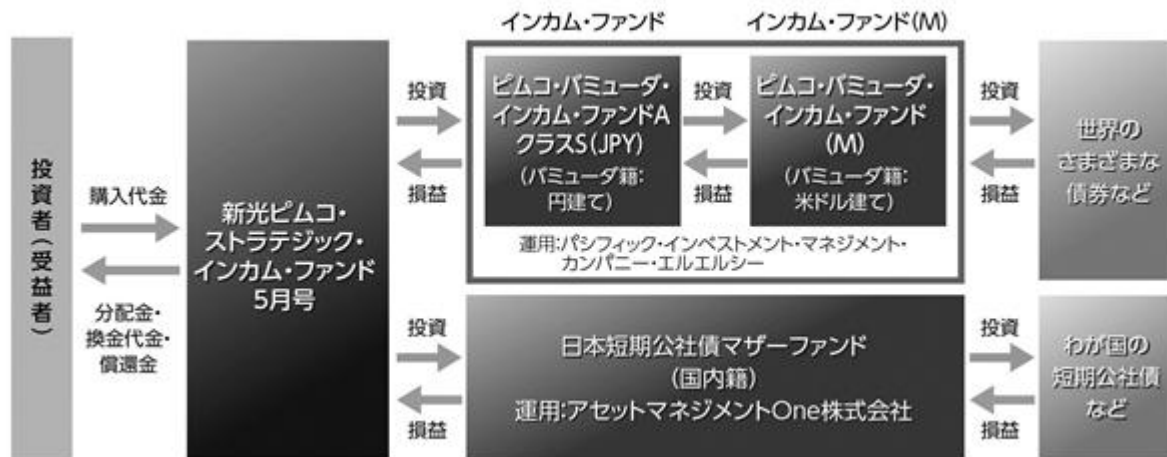 インカム・ファンド
インカム・ファンド(M)
投資者(受益者)
購入代金
分配金・
換金代金・
償還金
新光ピムコ・
ストラテジック・
インカム・ファンド
5月号
投資
損益
ピムコ・バミューダ・
インカム・ファンドA
クラスS(JPY)
(バミューダ籍:
円建て)
投資
損益
ピムコ・バミューダ・
インカム・ファンド
(M)
(バミューダ籍:
米ドル建て)
運用:パシフィック・インベストメント・マネジメント・
カンパニー・エルエルシー
投資
損益
世界の
さまざまな
債券など
投資
損益
日本短期公社債マザーファンド
(国内籍)
運用:アセットマネジメントOne株式会社
投資
損益
わが国の
短期公社債
など